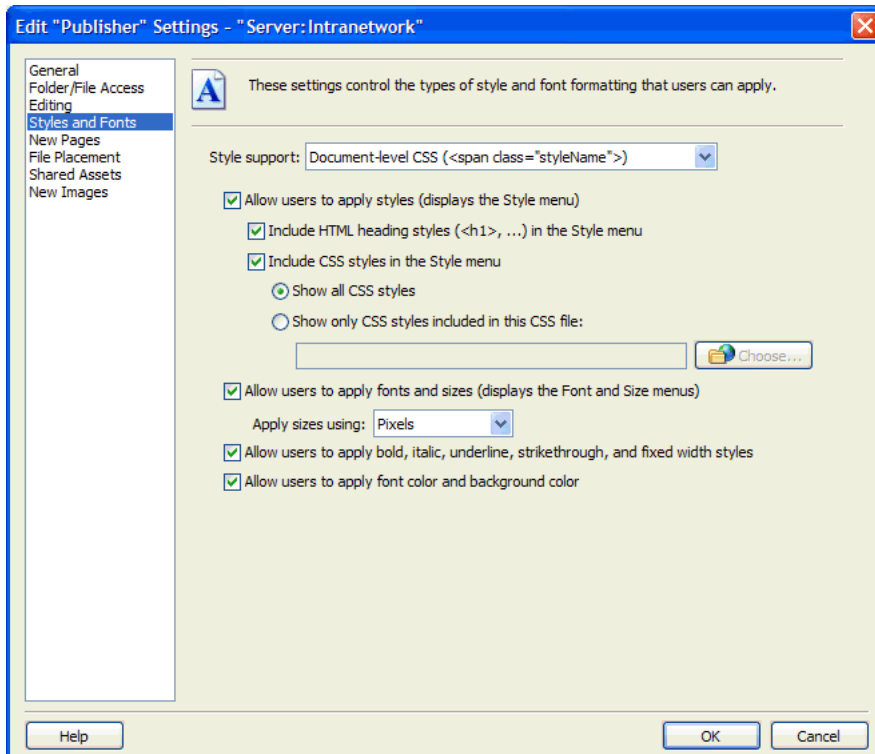 Edit "Publisher" Settings - "Server:Intranetwork"
General
Folder/File Access
Editing
Styles and Fonts
New Pages
File Placement
Shared Assets
New Images
These settings control the types of style and font formatting that users can apply.
Style support: Document-level CSS (<span class="styleName">)
Allow users to apply styles (displays the Style menu)
Include HTML heading styles (<h1>, ...) in the Style menu
Include CSS styles in the Style menu
Show all CSS styles
Show only CSS styles included in this CSS file:
Choose...
Allow users to apply fonts and sizes (displays the Font and Size menus)
Apply sizes using: Pixels
Allow users to apply bold, italic, underline, strikethrough, and fixed width styles
Allow users to apply font color and background color
Help
OK
Cancel